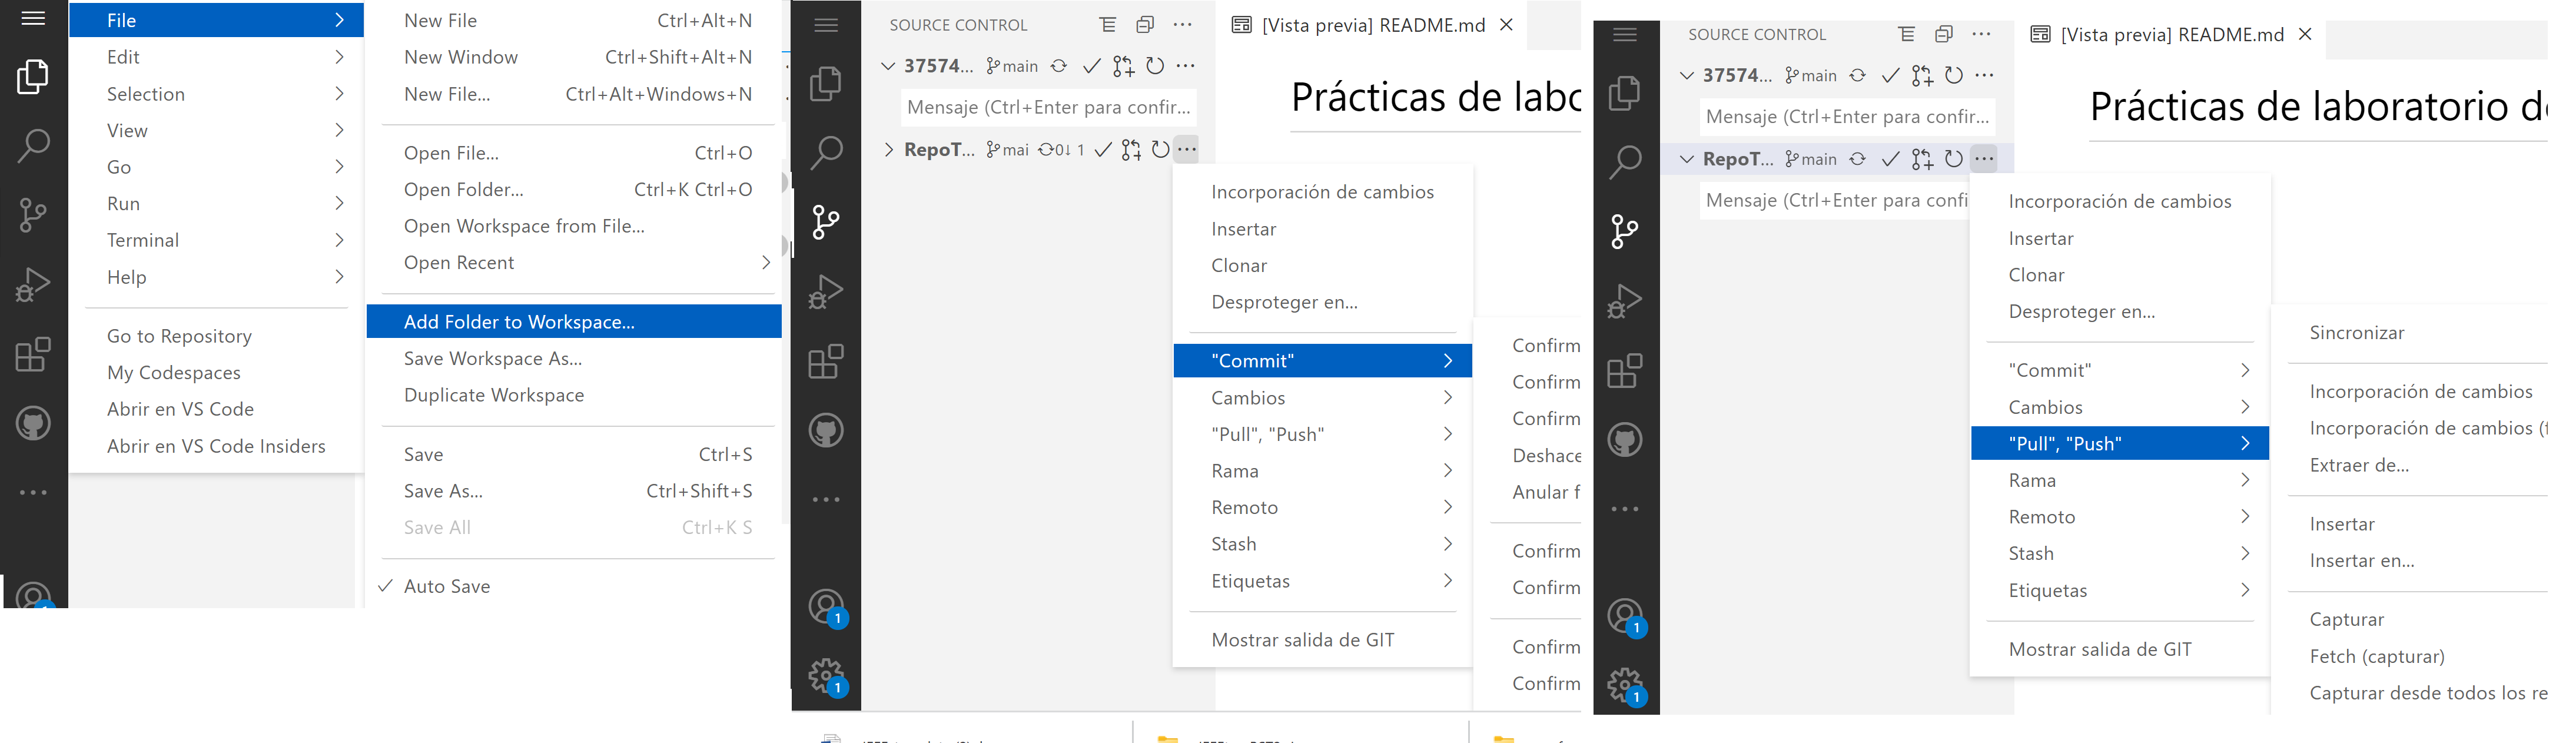 File
Edit
Selection
View
Go
Run
Terminal
Help
Go to Repository
My Codespaces
Abrir en VS Code
Abrir en VS Code Insiders
New File Ctrl+Alt+N
New Window Ctrl+Shift+Alt+N
New File... Ctrl+Alt+Windows+N
Open File... Ctrl+O
Open Folder... Ctrl+K Ctrl+O
Open Workspace from File...
Open Recent
Add Folder to Workspace...
Save Workspace As...
Duplicate Workspace
Save Ctrl+S
Save As... Ctrl+Shift+S
Save All Ctrl+K S
Auto Save
SOURCE CONTROL
37574... main
Mensaje (Ctrl+Enter para confir...
RepoT... mai 0↓ 1
[Vista previa] README.md
Prácticas de labo
Incorporación de cambios
Insertar
Clonar
Desproteger en...
"Commit"
Cambios
"Pull", "Push"
Rama
Remoto
Stash
Etiquetas
Mostrar salida de GIT
Confirm
Confirm
Confirm
Deshace
Anular f
Confirm
Confirm
Confirm
Confirm
1
1
SOURCE CONTROL
37574... main
Mensaje (Ctrl+Enter para confir...
RepoT... main
Mensaje (Ctrl+Enter para confi
[Vista previa] README.md
Prácticas de laboratorio de
Incorporación de cambios
Insertar
Clonar
Desproteger en...
"Commit"
Cambios
"Pull", "Push"
Rama
Remoto
Stash
Etiquetas
Mostrar salida de GIT
Sincronizar
Incorporación de cambios
Incorporación de cambios (f
Extraer de...
Insertar
Insertar en...
Capturar
Fetch (capturar)
Capturar desde todos los re
1
1